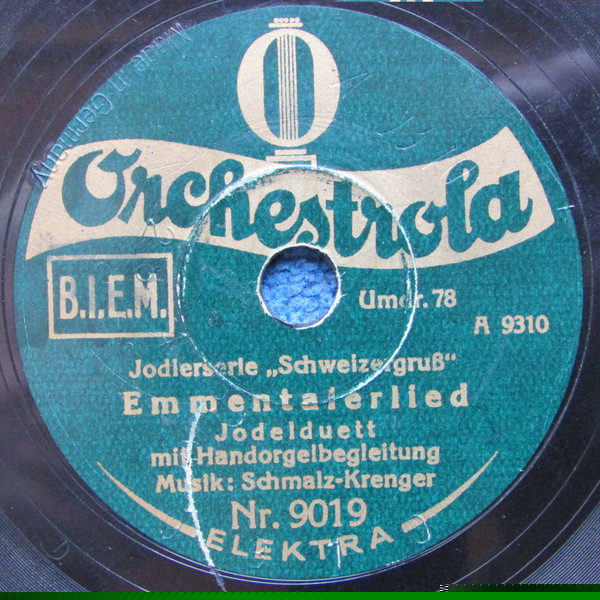 Made in Germany
Orchestrola
B.I.E.M.
Umdr. 78
A 9310
Jodlerserie „Schweizergruß“
Emmentalerlied
Jodelduett
mit Handorgelbegleitung
Musik: Schmalz-Krenger
Nr. 9019
ELEKTRA